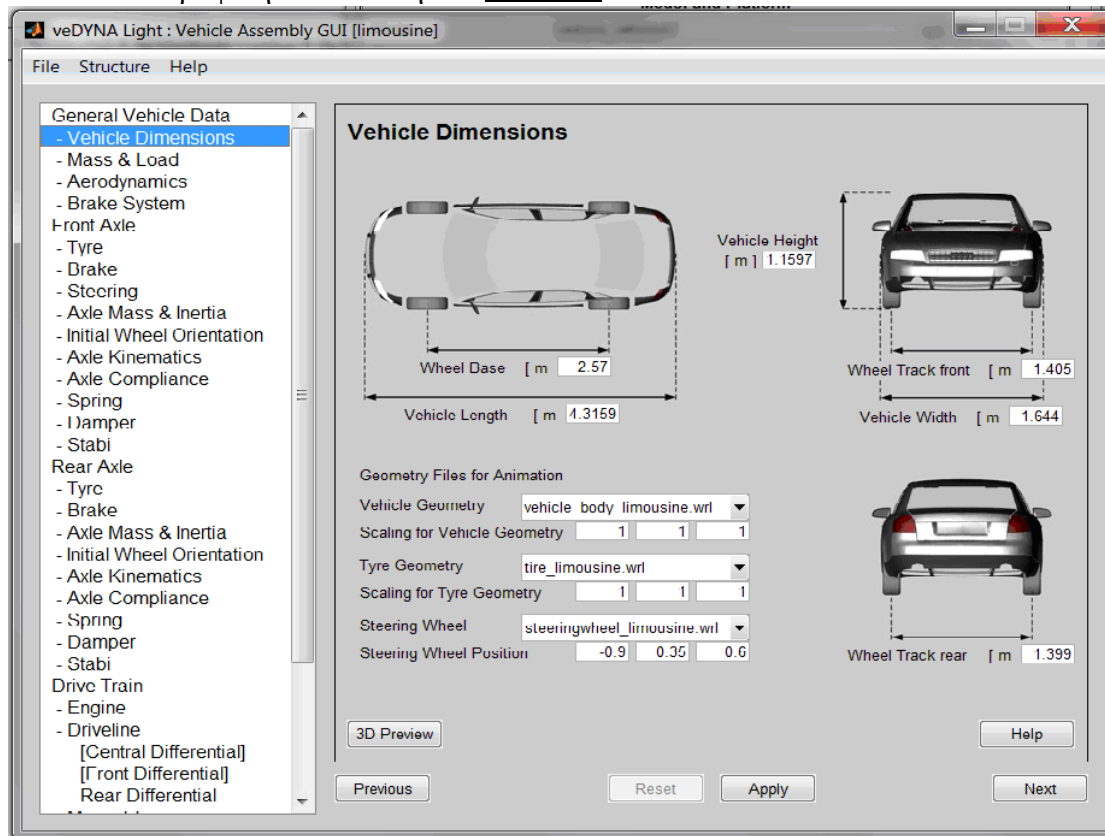 Model and Platform
veDYNA Light : Vehicle Assembly GUI [limousine]
File Structure Help
General Vehicle Data
- Vehicle Dimensions
- Mass & Load
- Aerodynamics
- Brake System
Front Axle
- Tyre
- Brake
- Steering
- Axle Mass & Inertia
- Initial Wheel Orientation
- Axle Kinematics
- Axle Compliance
- Spring
- Damper
- Stabi
Rear Axle
- Tyre
- Brake
- Axle Mass & Inertia
- Initial Wheel Orientation
- Axle Kinematics
- Axle Compliance
- Spring
- Damper
- Stabi
Drive Train
- Engine
- Driveline
[Central Differential]
[Front Differential]
Rear Differential
Vehicle Dimensions
Vehicle Height
[ m ] 1.1597
Wheel Base [ m 2.57
Vehicle Length [ m 4.3159
Wheel Track front [ m 1.405
Vehicle Width [ m 1.644
Geometry Files for Animation
Vehicle Geometry vehicle_body_limousine.wrl
Scaling for Vehicle Geometry 1 1 1
Tyre Geometry tire_limousine.wrl
Scaling for Tyre Geometry 1 1 1
Steering Wheel steeringwheel_limousine.wrl
Steering Wheel Position -0.9 0.35 0.6
Wheel Track rear [ m 1.399
3D Preview
Help
Previous Reset Apply Next